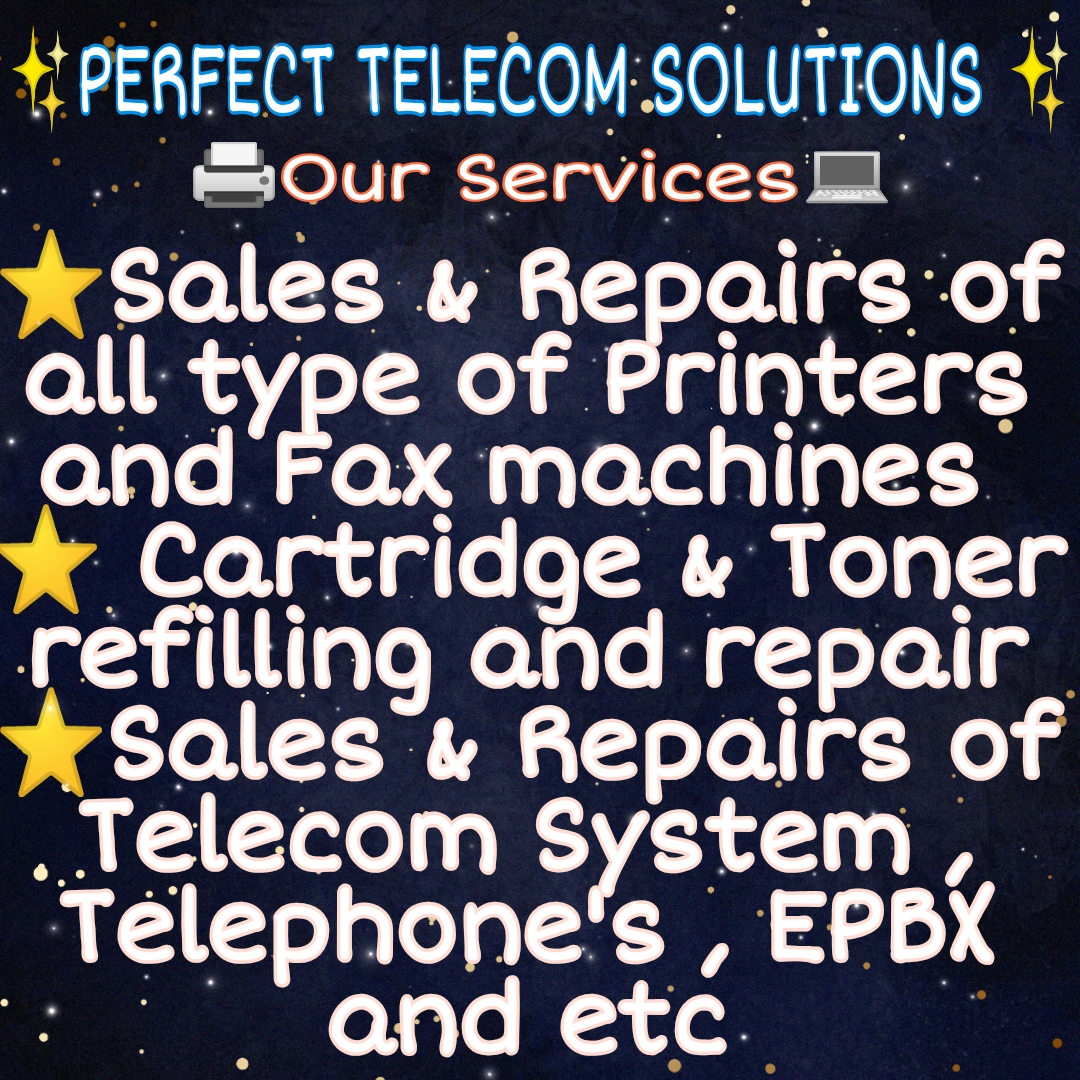 PERFECT TELECOM SOLUTIONS
Our Services
Sales & Repairs of
all type of Printers
and Fax machines
Cartridge & Toner
refilling and repair
Sales & Repairs of
Telecom System ,
Telephone's , EPBX
and etc